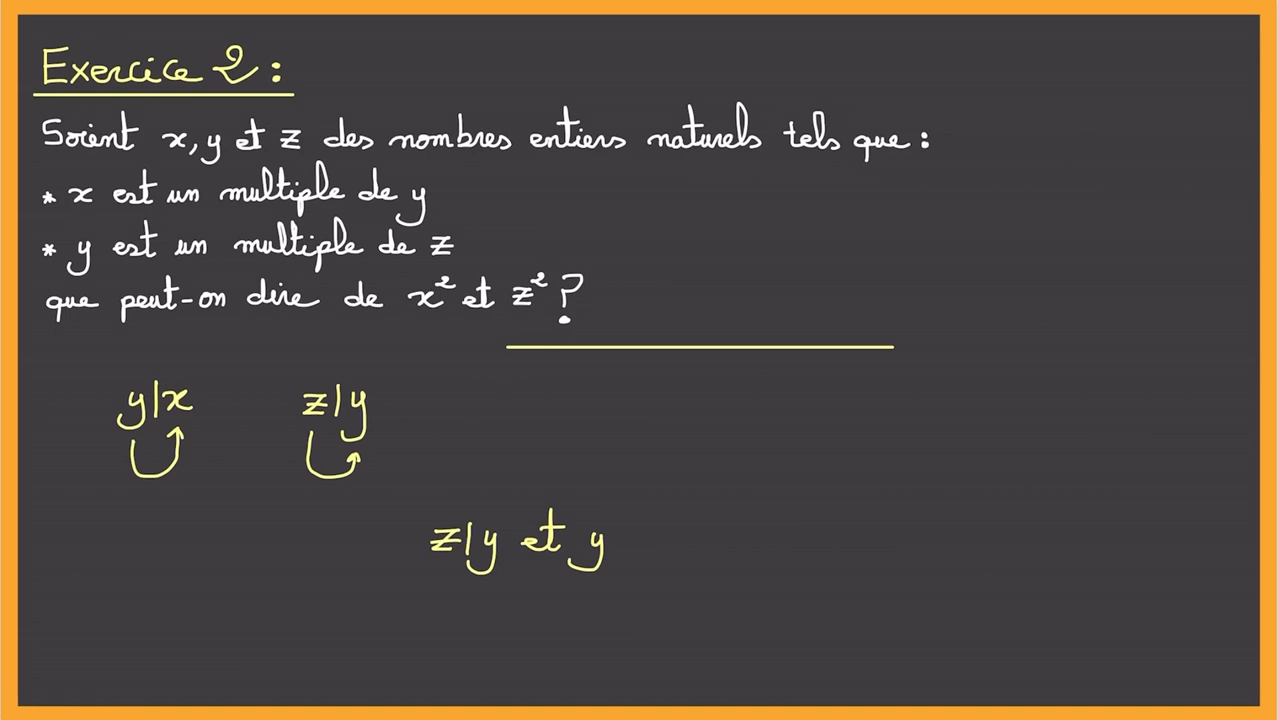 Exercice 2 :
Soient x, y et z des nombres entiers naturels tels que :
* x est un multiple de y
* y est un multiple de z
que peut-on dire de x² et z² ?
y|x z|y
z|y et y